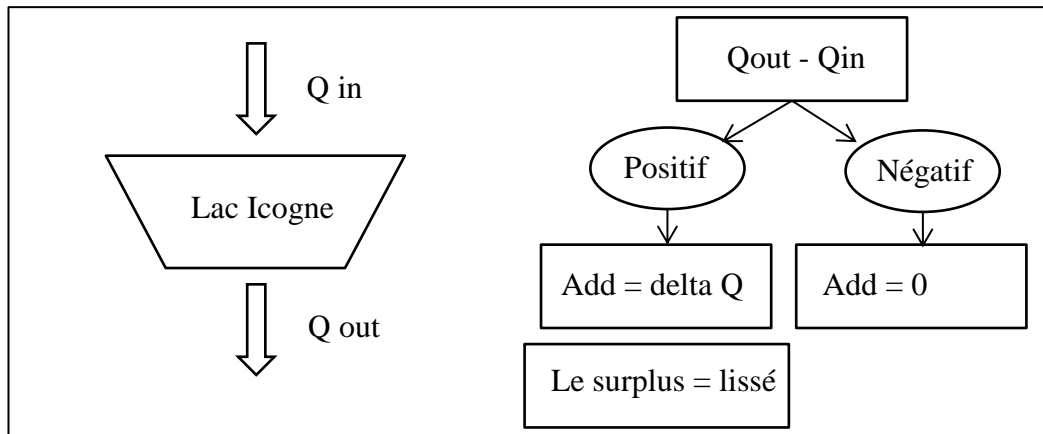 Q in
Lac Icogne
Q out
Qout - Qin
Positif
Négatif
Add = delta Q
Add = 0
Le surplus = lissé